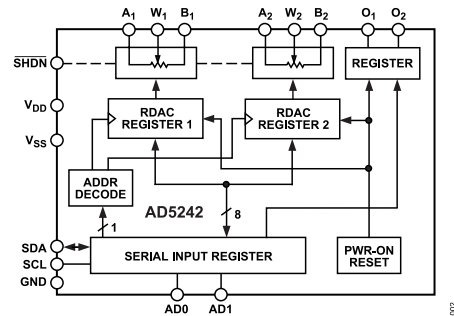 A1 W1 B1 A2 W2 B2 O1 O2
SHDN
REGISTER
VDD
RDAC
REGISTER 1
RDAC
REGISTER 2
VSS
ADDR
DECODE
AD5242
8
1
SDA
SCL
GND
SERIAL INPUT REGISTER
PWR-ON
RESET
AD0 AD1
002